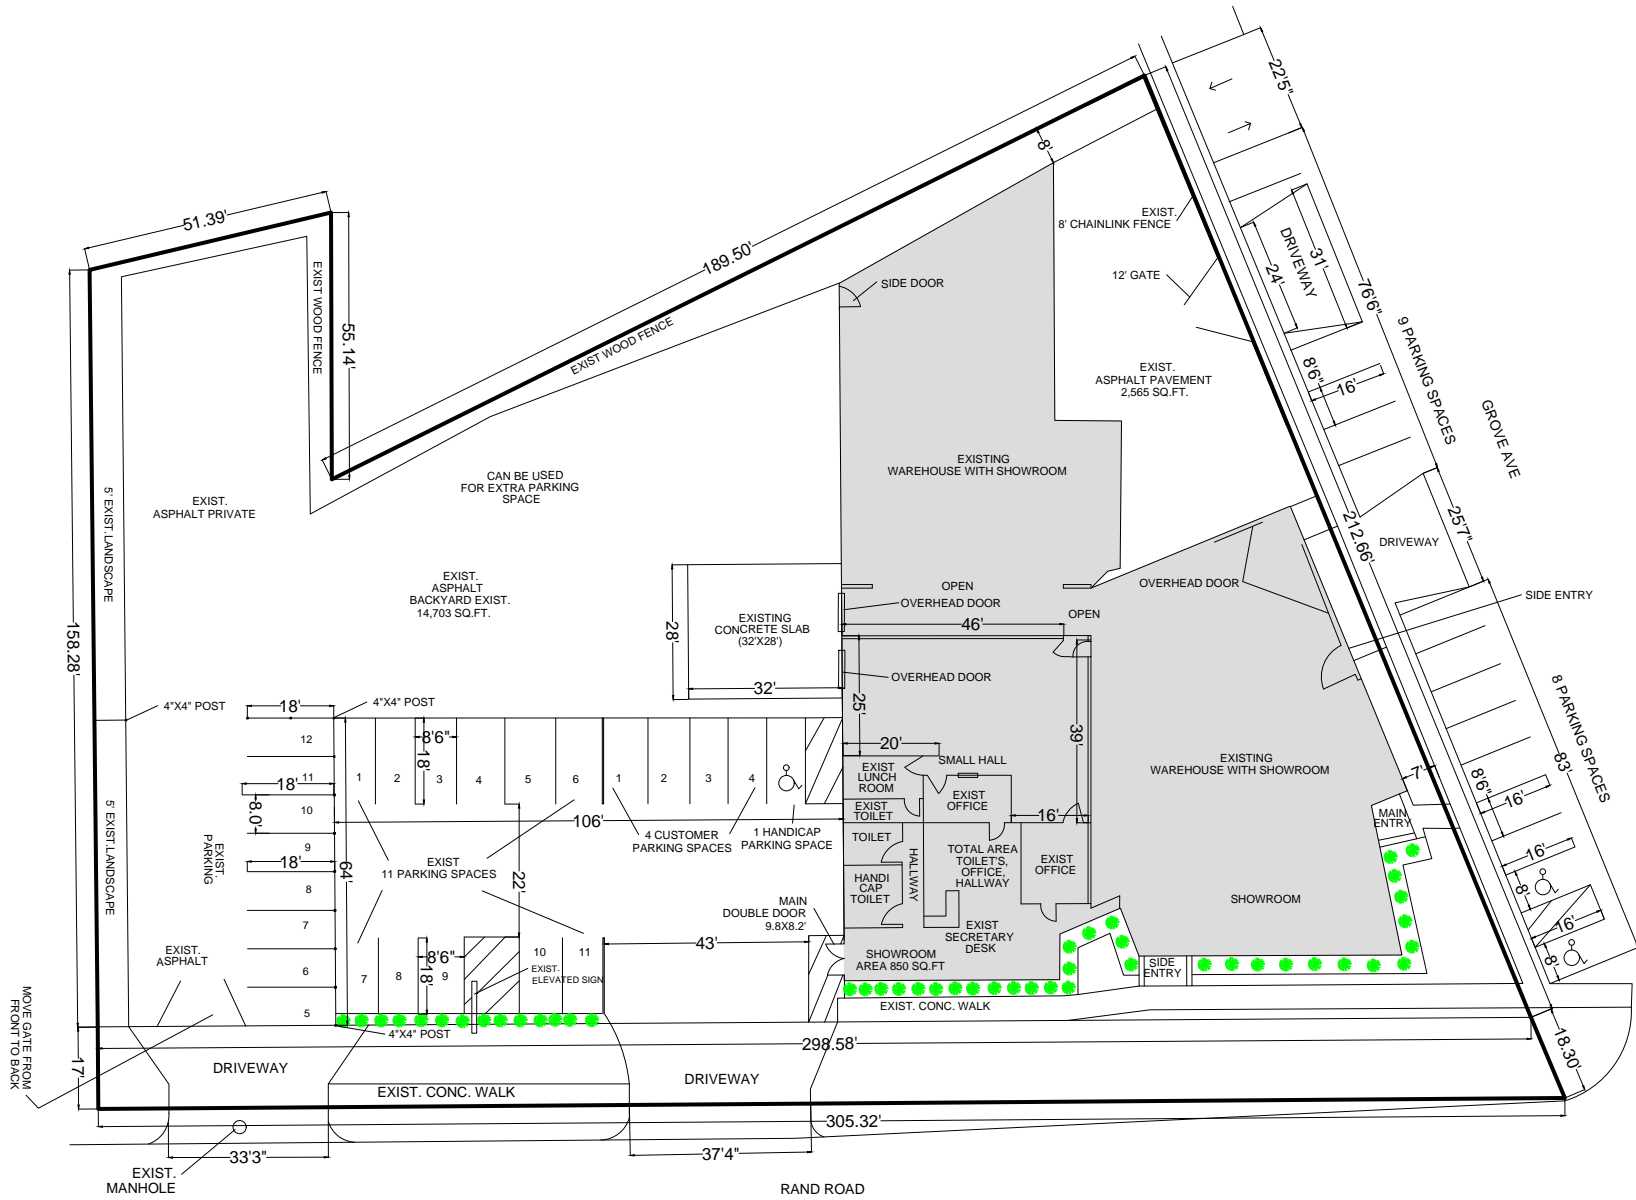 22'5"
8'
EXIST.
8' CHAINLINK FENCE
12' GATE
DRIVEWAY
31'
24'
76'6"
9 PARKING SPACES
8'6"
16'
GROVE AVE
51.39'
EXIST WOOD FENCE
55.14'
189.50'
EXIST WOOD FENCE
SIDE DOOR
EXIST.
ASPHALT PAVEMENT
2,565 SQ.FT.
EXISTING
WAREHOUSE WITH SHOWROOM
CAN BE USED
FOR EXTRA PARKING
SPACE
EXIST.
ASPHALT PRIVATE
5' EXIST.LANDSCAPE
158.28'
EXIST.
ASPHALT
BACKYARD EXIST.
14,703 SQ.FT.
28'
EXISTING
CONCRETE SLAB
(32'X28')
32'
OPEN
OVERHEAD DOOR
46'
OPEN
OVERHEAD DOOR
212.66'
DRIVEWAY
25'7"
SIDE ENTRY
OVERHEAD DOOR
25'
39'
20'
SMALL HALL
EXIST
LUNCH
ROOM
EXIST
TOILET
EXIST
OFFICE
16'
TOILET
HALLWAY
TOTAL AREA
TOILET'S,
OFFICE,
HALLWAY
EXIST
OFFICE
HANDI
CAP
TOILET
EXIST
SECRETARY
DESK
SHOWROOM
AREA 850 SQ.FT
EXISTING
WAREHOUSE WITH SHOWROOM
SHOWROOM
7'
MAIN
ENTRY
SIDE
ENTRY
8 PARKING SPACES
83'
8'6"
16'
16'
8'
16'
8'
4"X4" POST
18'
4"X4" POST
12
11
18'
10
8.0'
9
18'
8
7
6
5
EXIST.
PARKING
5' EXIST.LANDSCAPE
EXIST.
ASPHALT
1
2
3
4
5
6
1
2
3
4
8'6"
18'
106'
4 CUSTOMER
PARKING SPACES
1 HANDICAP
PARKING SPACE
64'
EXIST
11 PARKING SPACES
22'
MAIN
DOUBLE DOOR
9.8X8.2'
43'
7
8
9
10
11
8'6"
18'
EXIST.
ELEVATED SIGN
4"X4" POST
EXIST. CONC. WALK
MOVE GATE FROM
FRONT TO BACK
17'
298.58'
18.30'
DRIVEWAY
EXIST. CONC. WALK
DRIVEWAY
305.32'
33'3"
37'4"
EXIST.
MANHOLE
RAND ROAD